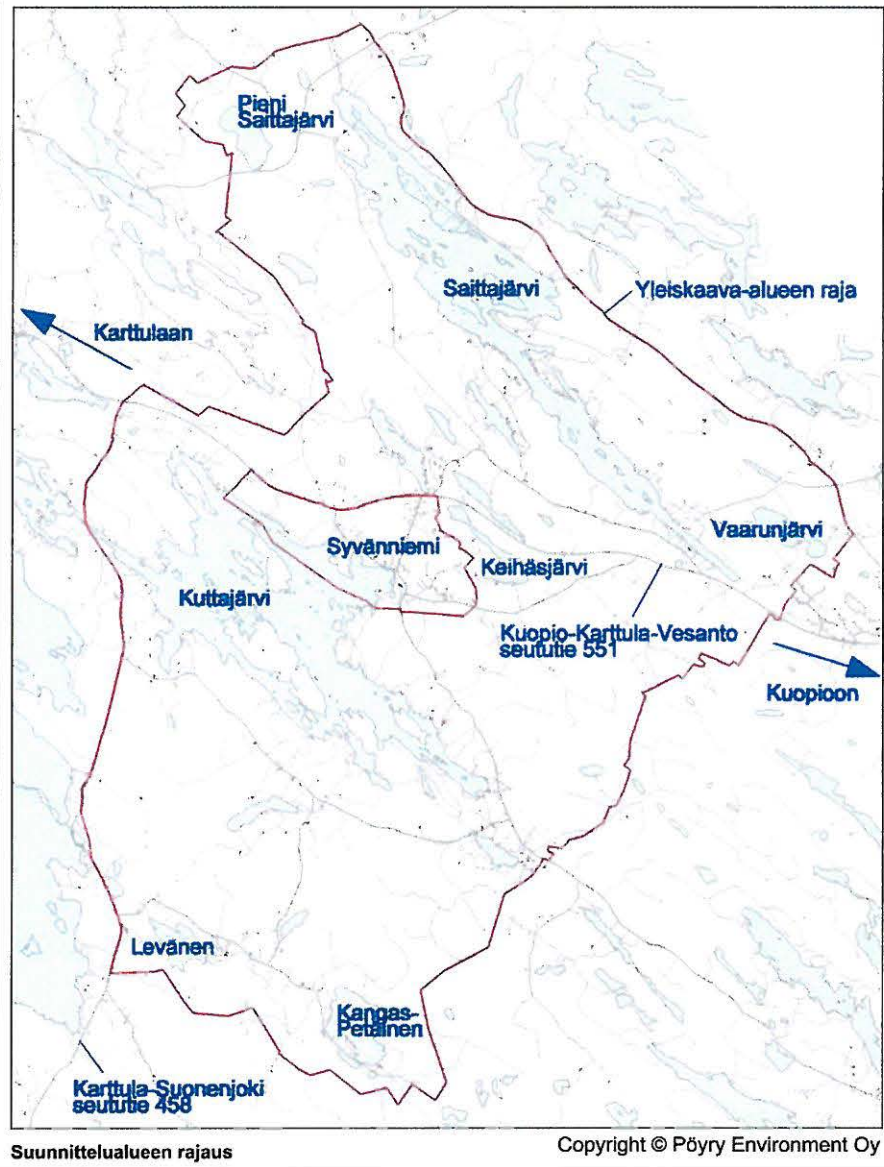 Pieni
Saittajärvi
Saittajärvi
Yleiskaava-alueen raja
Karttulaan
Vaarunjärvi
Syvänniemi
Keihäsjärvi
Kuttajärvi
Kuopio-Karttula-Vesanto
seututie 551
Kuopioon
Levänen
Kangas-
Petäinen
Karttula-Suonenjoki
seututie 458
Suunnittelualueen rajaus
Copyright © Pöyry Environment Oy